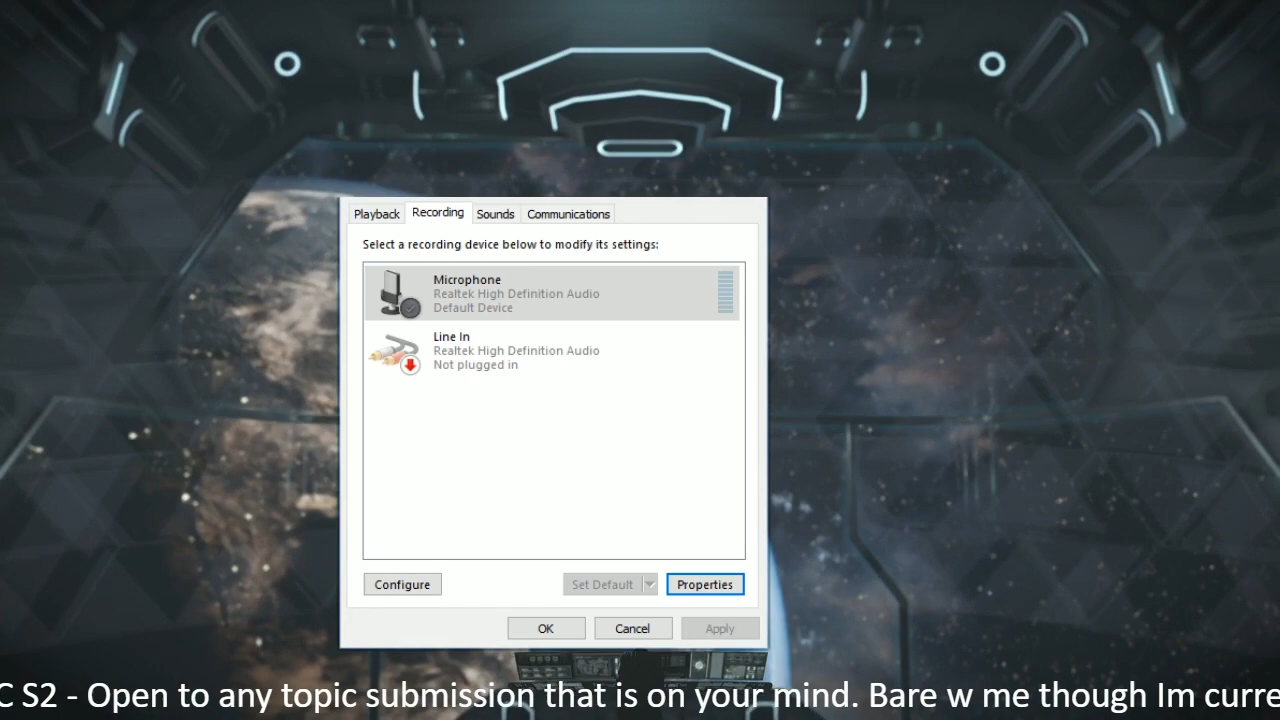 Playback Recording Sounds Communications
Select a recording device below to modify its settings:
Microphone
Realtek High Definition Audio
Default Device
Line In
Realtek High Definition Audio
Not plugged in
Configure Set Default Properties
OK Cancel Apply
C S2 - Open to any topic submission that is on your mind. Bare w me though Im curre